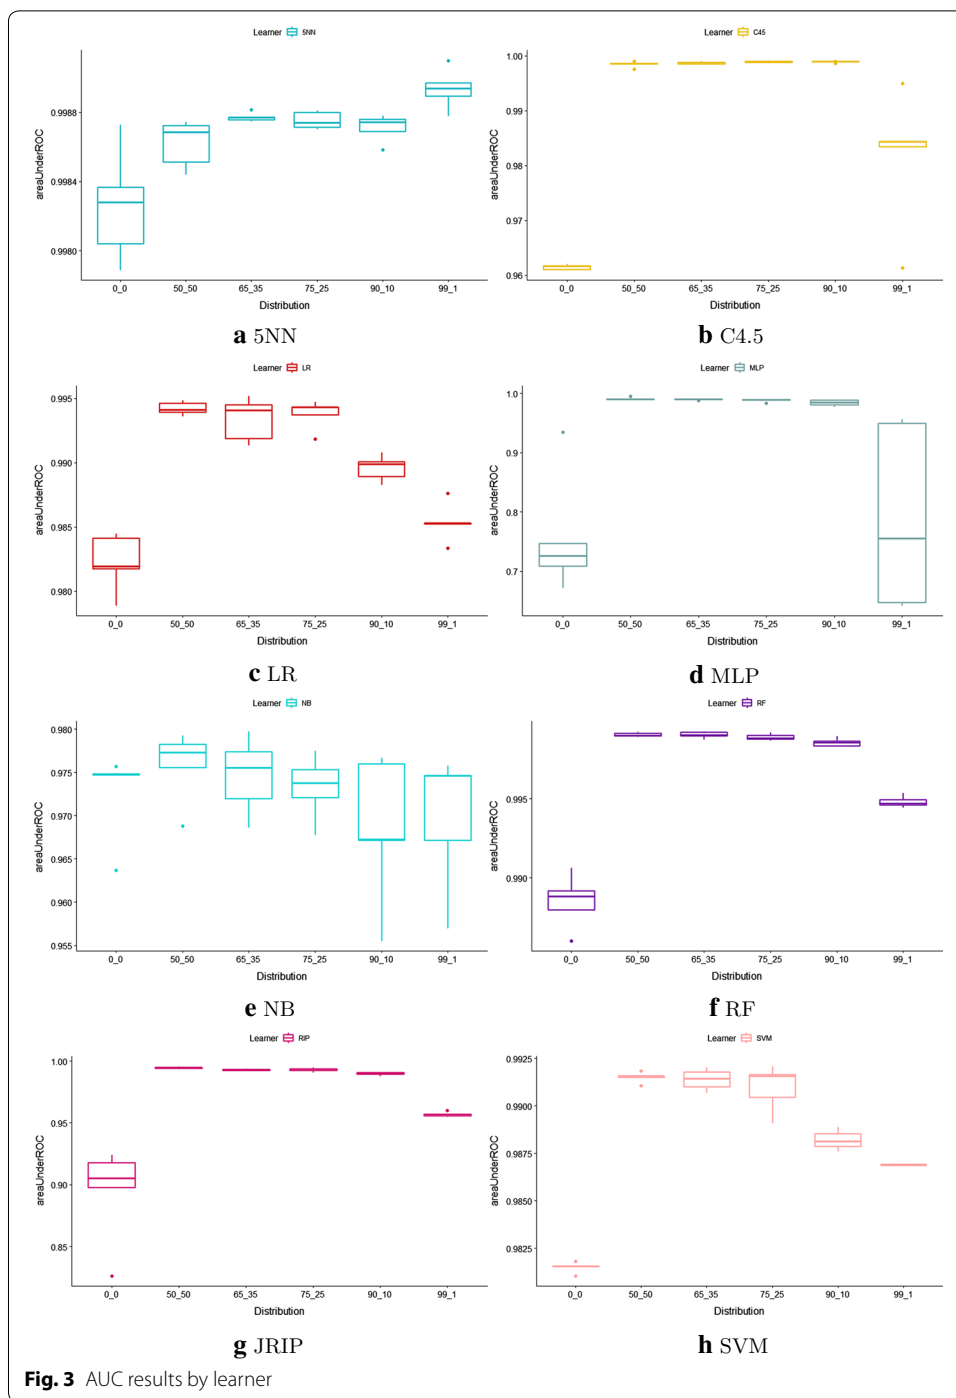 Learner 5NN
areaUnderROC
0.9988
0.9984
0.9980
0_0 50_50 65_35 75_25 90_10 99_1
Distribution
a 5NN
Learner C45
areaUnderROC
1.00
0.99
0.98
0.97
0.96
0_0 50_50 65_35 75_25 90_10 99_1
Distribution
b C4.5
Learner LR
areaUnderROC
0.995
0.990
0.985
0.980
0_0 50_50 65_35 75_25 90_10 99_1
Distribution
c LR
Learner MLP
areaUnderROC
1.0
0.9
0.8
0.7
0_0 50_50 65_35 75_25 90_10 99_1
Distribution
d MLP
Learner NB
areaUnderROC
0.980
0.975
0.970
0.965
0.960
0.955
0_0 50_50 65_35 75_25 90_10 99_1
Distribution
e NB
Learner RF
areaUnderROC
0.995
0.990
0_0 50_50 65_35 75_25 90_10 99_1
Distribution
f RF
Learner RIP
areaUnderROC
1.00
0.95
0.90
0.85
0_0 50_50 65_35 75_25 90_10 99_1
Distribution
g JRIP
Learner SVM
areaUnderROC
0.9925
0.9900
0.9875
0.9850
0.9825
0_0 50_50 65_35 75_25 90_10 99_1
Distribution
h SVM
Fig. 3 AUC results by learner